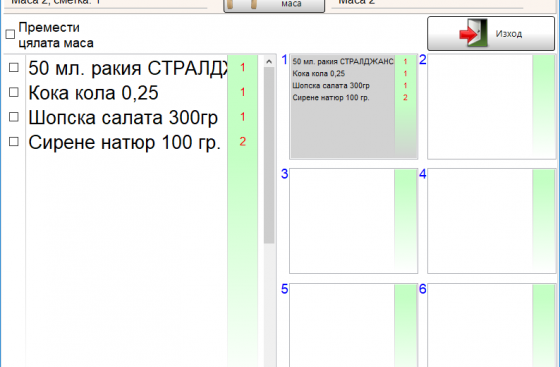 Маса 2, сметка: 1
маса
Маса 2
Премести
цялата маса
Изход
50 мл. ракия СТРАЛДЖ 1
Кока кола 0,25 1
Шопска салата 300гр 1
Сирене натюр 100 гр. 2
1
50 мл. ракия СТРАЛДЖАНС 1
Кока кола 0,25 1
Шопска салата 300гр 1
Сирене натюр 100 гр. 2
2
3
4
5
6